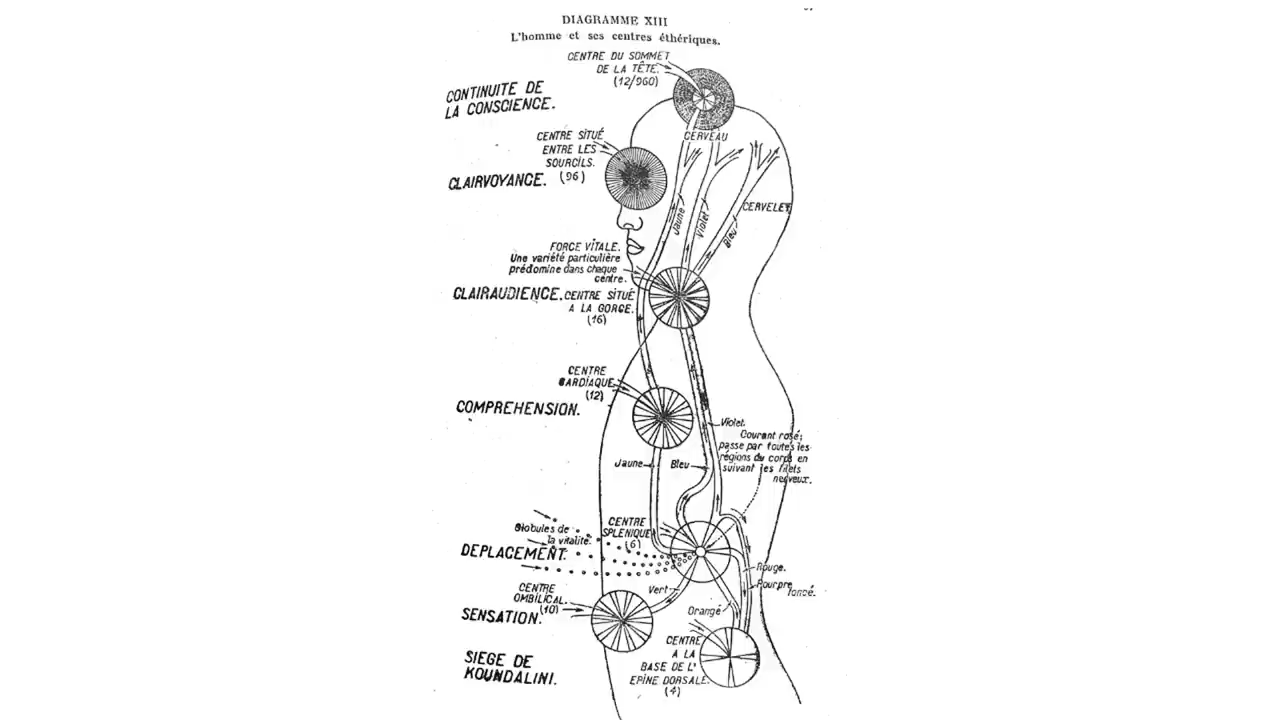 DIAGRAMME XIII
L'homme et ses centres éthériques.
CENTRE DU SOMMET
DE LA TÊTE.
(12/960)
CONTINUITE DE
LA CONSCIENCE.
CERVEAU
CENTRE SITUÉ
ENTRE LES
SOURCILS.
(96)
CLAIRVOYANCE.
CERVELET
Jaune
Violet
Bleu
FORCE VITALE.
Une variété particulière
prédomine dans chaque
centre.
CLAIRAUDIENCE.
CENTRE SITUÉ
A LA GORGE.
(16)
CENTRE
CARDÍAQUE
(12)
COMPREHENSION.
Violet.
Courant rosé;
passe par toutes les
régions du corps en
suivant les filets
nerveux.
Jaune
Bleu
Globules de
la vitalité.
CENTRE
SPLENIQUE
(6)
DEPLACEMENT.
Rouge.
Pourpre
foncé.
Vert
CENTRE
OMBILICAL.
(10)
SENSATION.
Orangé
CENTRE
A LA
BASE DE L'
EPINE DORSALE.
(4)
SIEGE DE
KOUNDALINI.